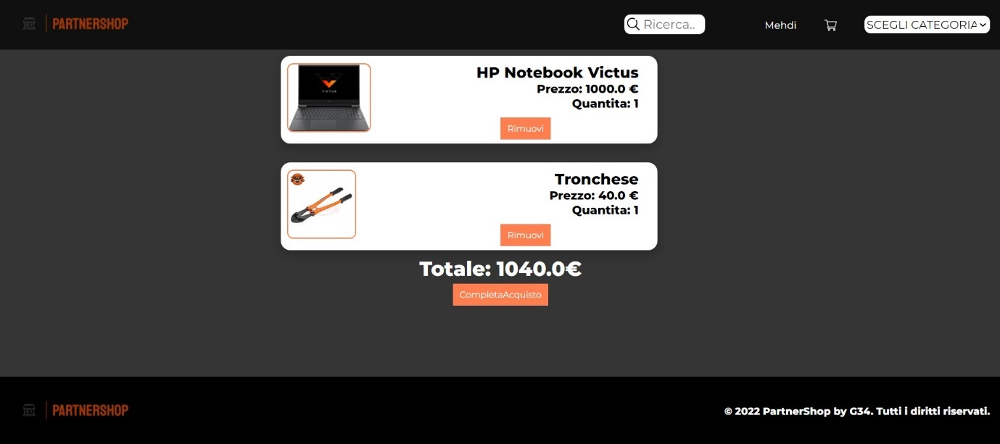 PARTNERSHOP
Ricerca..
Mehdi
SCEGLI CATEGORIA
HP Notebook Victus
Prezzo: 1000.0 €
Quantita: 1
Rimuovi
VICTUS
Tronchese
Prezzo: 40.0 €
Quantita: 1
Rimuovi
Totale: 1040.0€
CompletaAcquisto
PARTNERSHOP
© 2022 PartnerShop by G34. Tutti i diritti riservati.